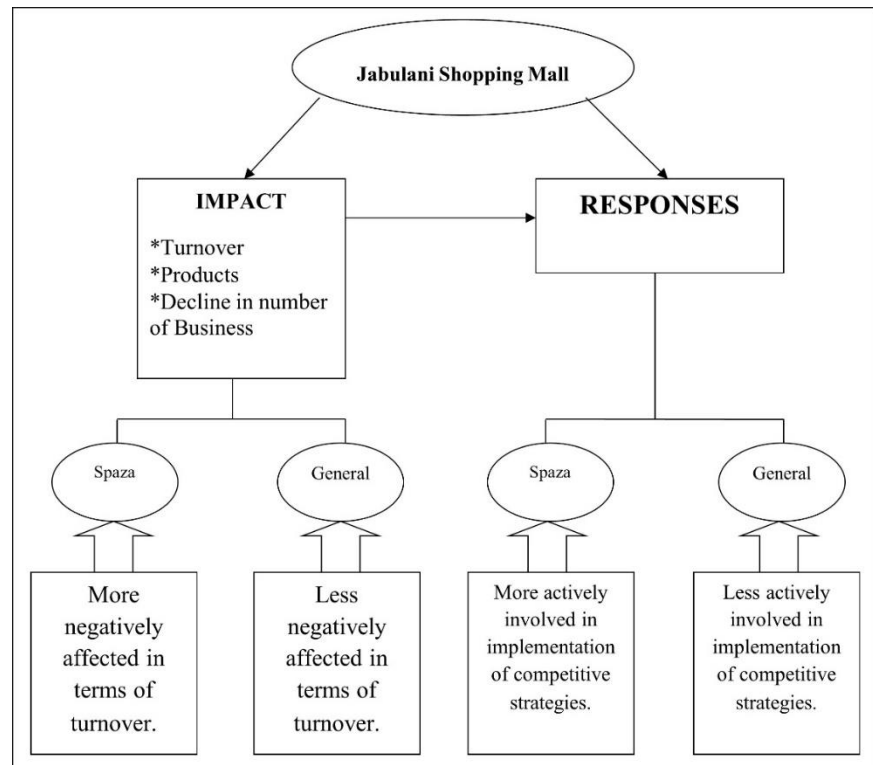 Jabulani Shopping Mall
IMPACT
*Turnover
*Products
*Decline in number
of Business
RESPONSES
Spaza
General
Spaza
General
More
negatively
affected in
terms of
turnover.
Less
negatively
affected in
terms of
turnover.
More actively
involved in
implementation
of competitive
strategies.
Less actively
involved in
implementation
of competitive
strategies.